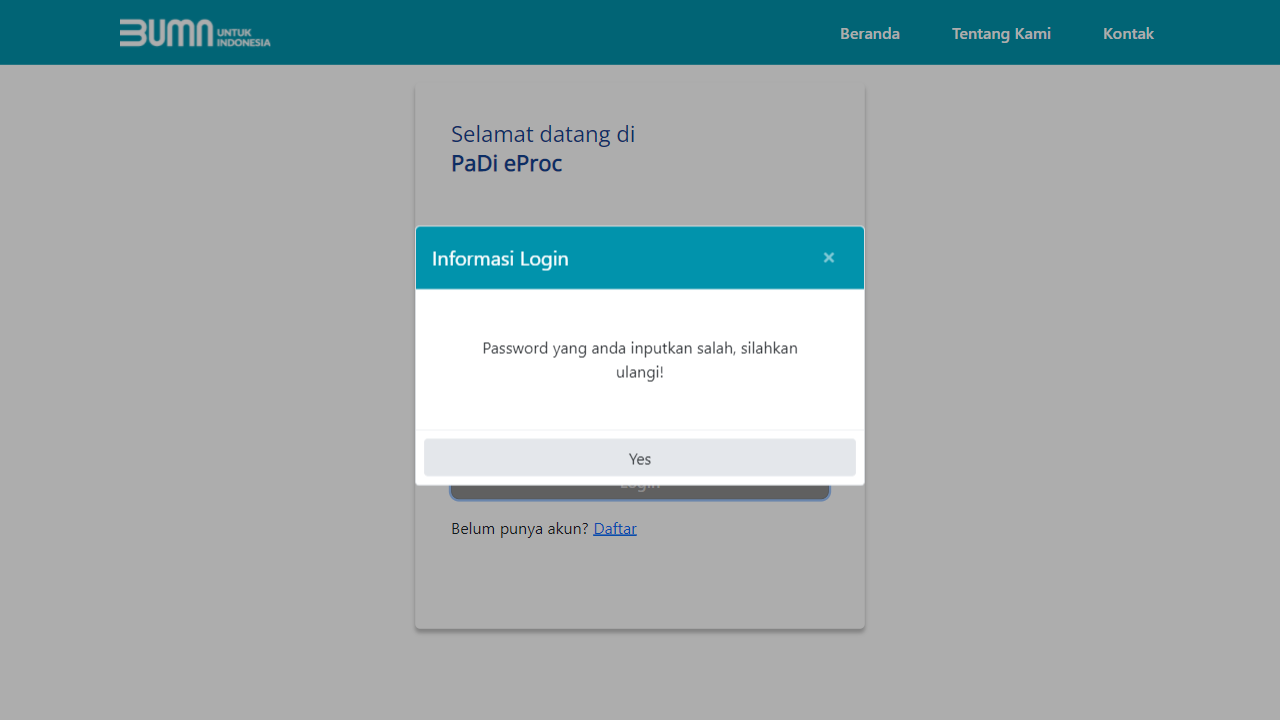 BUMN UNTUK
INDONESIA
Beranda
Tentang Kami
Kontak
Selamat datang di
PaDi eProc
Informasi Login
×
Password yang anda inputkan salah, silahkan
ulangi!
Yes
Login
Belum punya akun? Daftar